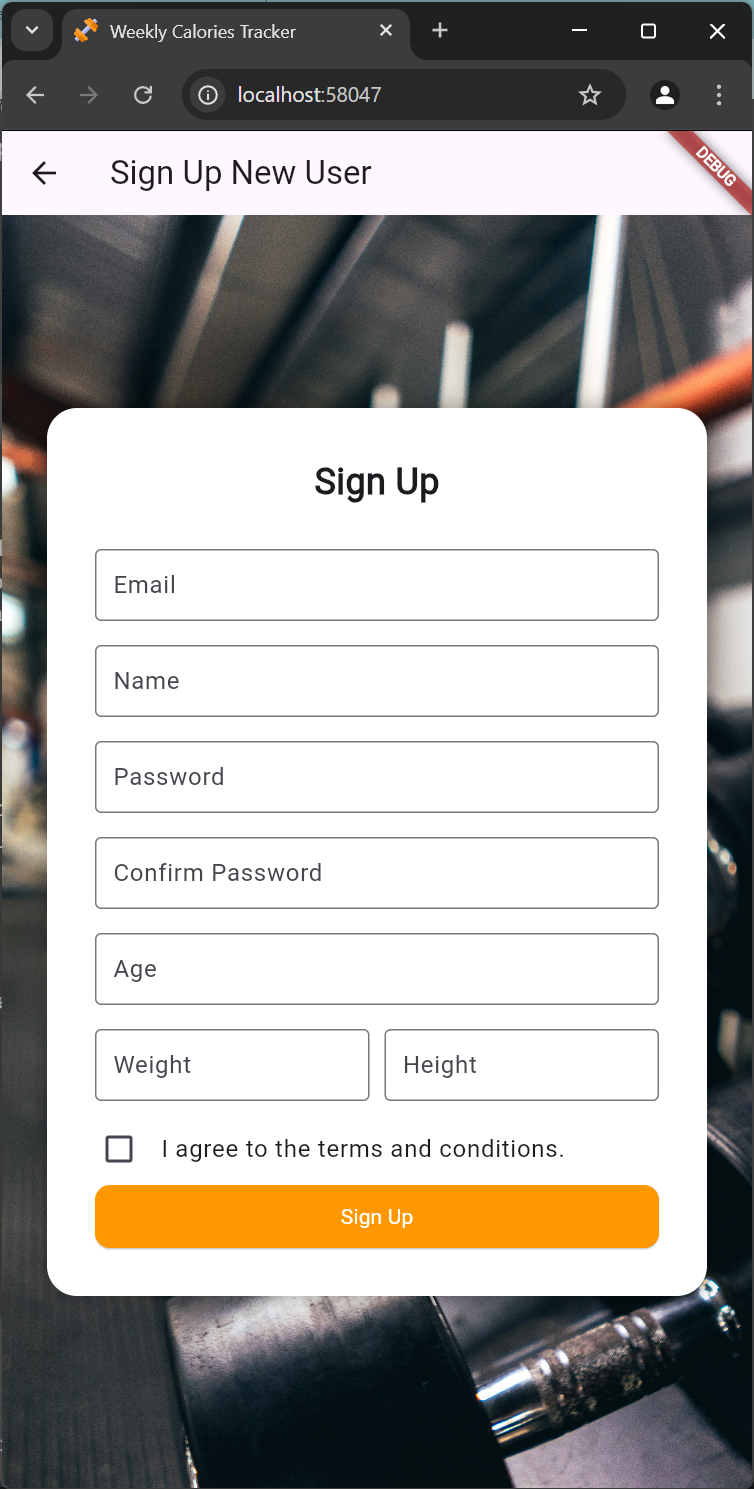 Weekly Calories Tracker
localhost:58047
Sign Up New User
DEBUG
Sign Up
Email
Name
Password
Confirm Password
Age
Weight Height
I agree to the terms and conditions.
Sign Up